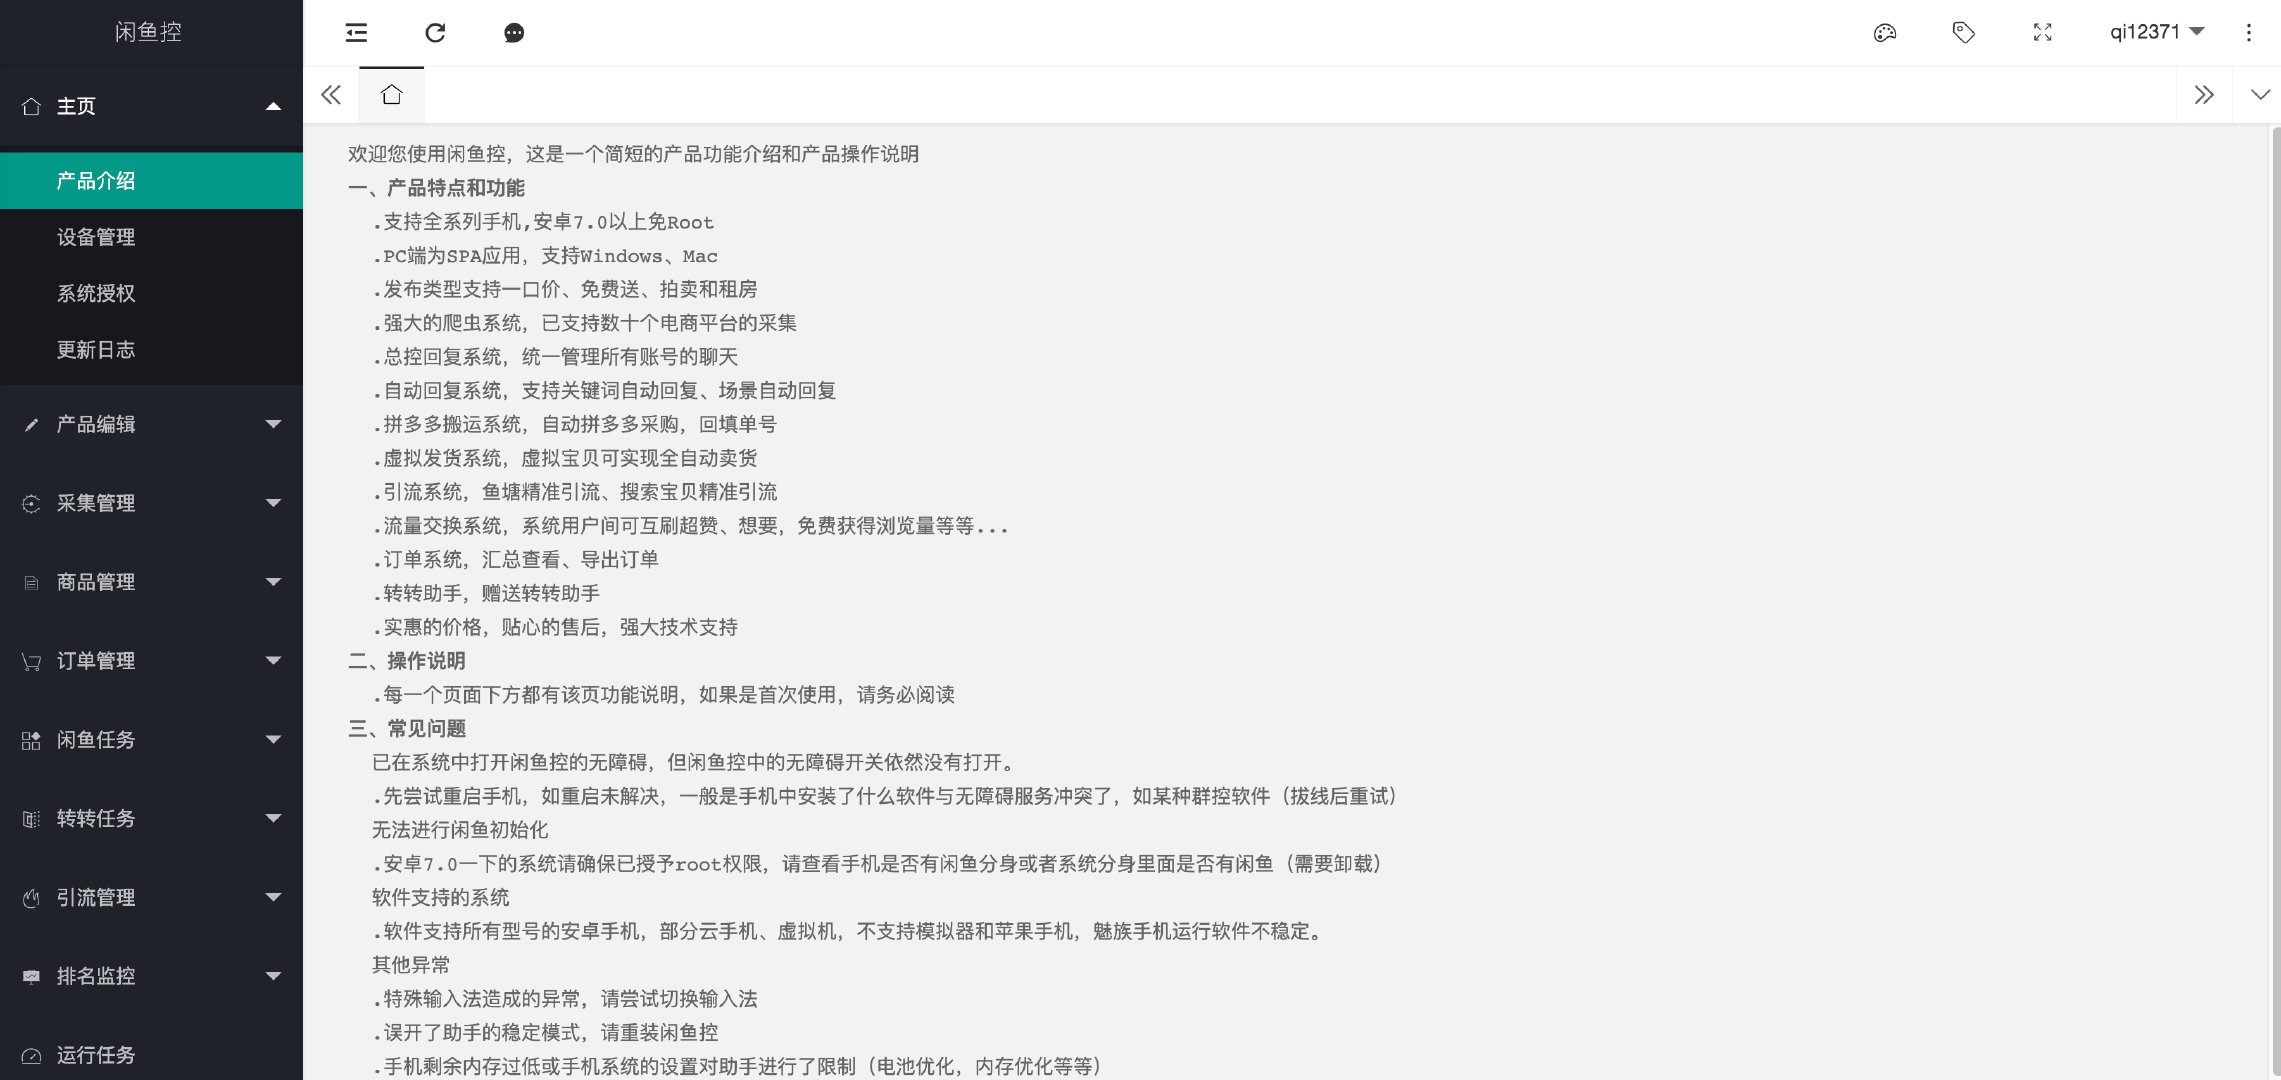 闲鱼控
qi12371
主页
产品介绍
设备管理
系统授权
更新日志
产品编辑
采集管理
商品管理
订单管理
闲鱼任务
转转任务
引流管理
排名监控
运行任务
欢迎您使用闲鱼控，这是一个简短的产品功能介绍和产品操作说明
一、产品特点和功能
.支持全系列手机,安卓7.0以上免Root
.PC端为SPA应用，支持Windows、Mac
.发布类型支持一口价、免费送、拍卖和租房
.强大的爬虫系统，已支持数十个电商平台的采集
.总控回复系统，统一管理所有账号的聊天
.自动回复系统，支持关键词自动回复、场景自动回复
.拼多多搬运系统，自动拼多多采购，回填单号
.虚拟发货系统，虚拟宝贝可实现全自动卖货
.引流系统，鱼塘精准引流、搜索宝贝精准引流
.流量交换系统，系统用户间可互刷超赞、想要，免费获得浏览量等等...
.订单系统，汇总查看、导出订单
.转转助手，赠送转转助手
.实惠的价格，贴心的售后，强大技术支持
二、操作说明
.每一个页面下方都有该页功能说明，如果是首次使用，请务必阅读
三、常见问题
已在系统中打开闲鱼控的无障碍，但闲鱼控中的无障碍开关依然没有打开。
.先尝试重启手机，如重启未解决，一般是手机中安装了什么软件与无障碍服务冲突了，如某种群控软件（拔线后重试）
无法进行闲鱼初始化
.安卓7.0一下的系统请确保已授予root权限，请查看手机是否有闲鱼分身或者系统分身里面是否有闲鱼（需要卸载）
软件支持的系统
.软件支持所有型号的安卓手机，部分云手机、虚拟机，不支持模拟器和苹果手机，魅族手机运行软件不稳定。
其他异常
.特殊输入法造成的异常，请尝试切换输入法
.误开了助手的稳定模式，请重装闲鱼控
.手机剩余内存过低或手机系统的设置对助手进行了限制（电池优化，内存优化等等）